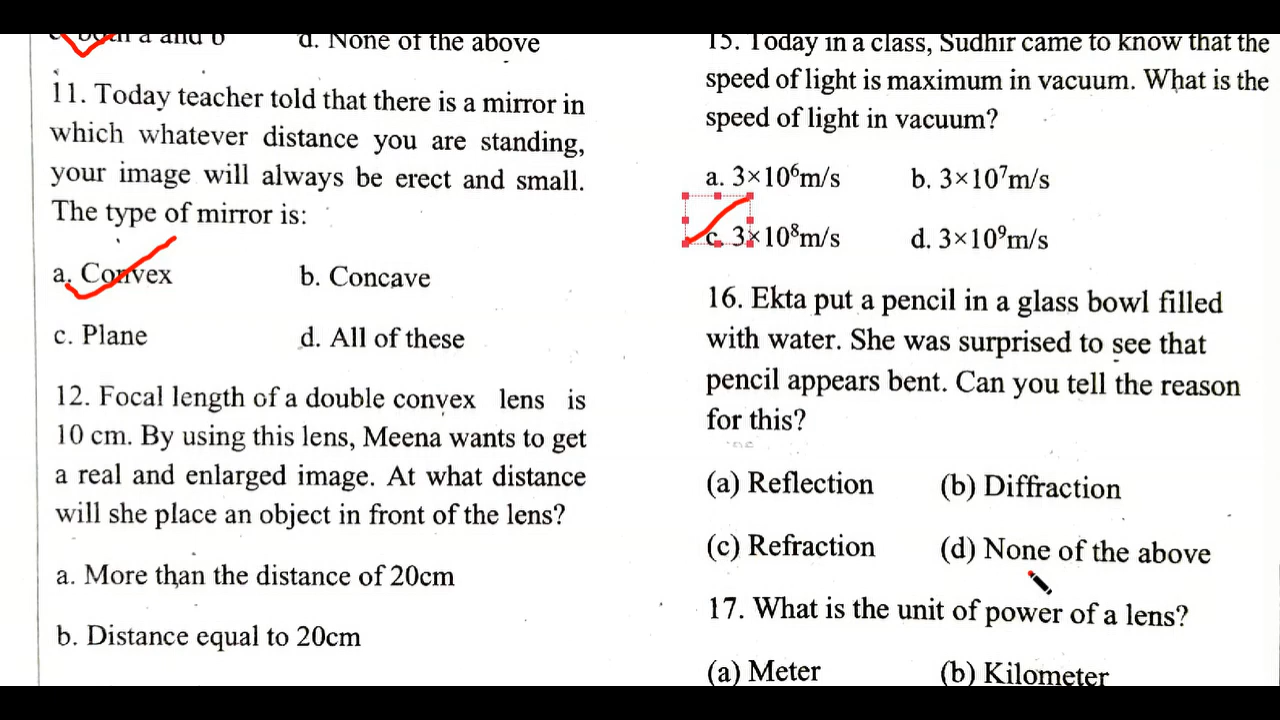 c. both a and b d. None of the above
11. Today teacher told that there is a mirror in
which whatever distance you are standing,
your image will always be erect and small.
The type of mirror is:
a. Convex b. Concave
c. Plane d. All of these
12. Focal length of a double convex lens is
10 cm. By using this lens, Meena wants to get
a real and enlarged image. At what distance
will she place an object in front of the lens?
a. More than the distance of 20cm
b. Distance equal to 20cm
15. Today in a class, Sudhir came to know that the
speed of light is maximum in vacuum. What is the
speed of light in vacuum?
a. 3×10⁶m/s b. 3×10⁷m/s
c. 3×10⁸m/s d. 3×10⁹m/s
16. Ekta put a pencil in a glass bowl filled
with water. She was surprised to see that
pencil appears bent. Can you tell the reason
for this?
(a) Reflection (b) Diffraction
(c) Refraction (d) None of the above
17. What is the unit of power of a lens?
(a) Meter (b) Kilometer